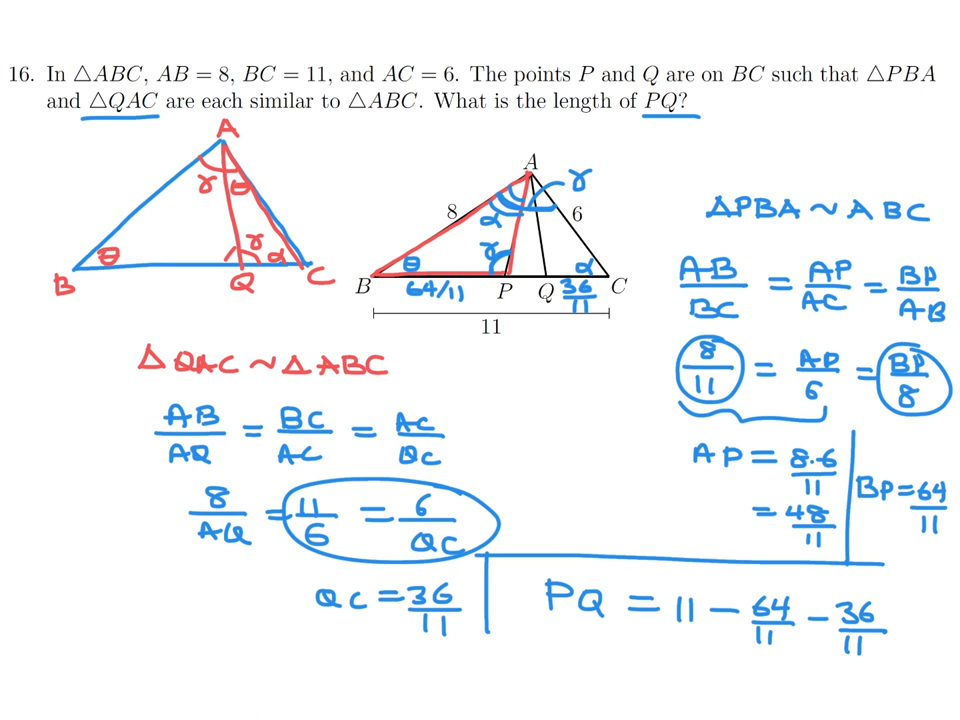 16. In △ABC, AB = 8, BC = 11, and AC = 6. The points P and Q are on BC such that △PBA
and △QAC are each similar to △ABC. What is the length of PQ?
A
γ θ
θ γ α
B Q C
A
γ
8 α 6
γ
θ α
B 64/11 P Q 36/11 C
11
△PBA ~ ABC
AB/BC = AP/AC = BP/AB
8/11 = AP/6 = BP/8
AP = 8·6/11
= 48/11
BP = 64/11
△QAC ~ △ABC
AB/AQ = BC/AC = AC/QC
8/AQ = 11/6 = 6/QC
QC = 36/11
PQ = 11 - 64/11 - 36/11